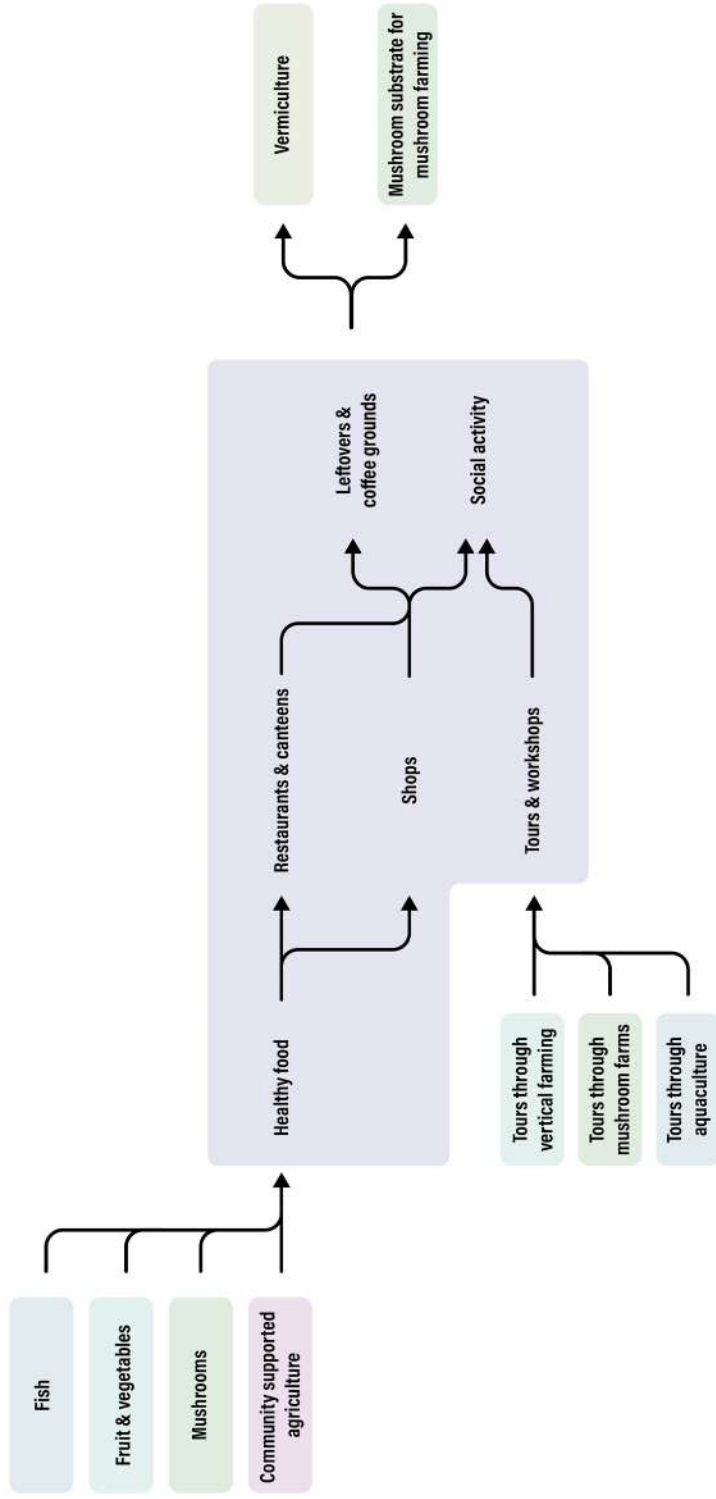 Fish
Fruit & vegetables
Mushrooms
Community supported
agriculture
Healthy food
Tours through
vertical farming
Tours through
mushroom farms
Tours through
aquaculture
Restaurants & canteens
Shops
Tours & workshops
Leftovers &
coffee grounds
Social activity
Vermiculture
Mushroom substrate for
mushroom farming